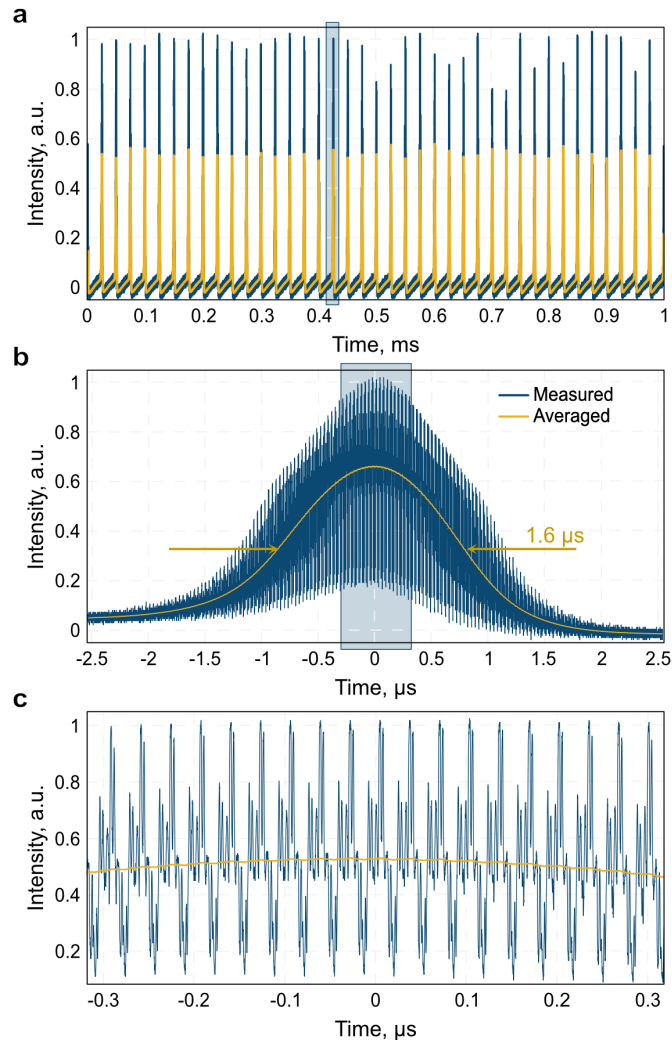 a
Intensity, a.u.
1
0.8
0.6
0.4
0.2
0
0 0.1 0.2 0.3 0.4 0.5 0.6 0.7 0.8 0.9 1
Time, ms
b
Intensity, a.u.
1
0.8
0.6
0.4
0.2
0
Measured
Averaged
1.6 µs
-2.5 -2 -1.5 -1 -0.5 0 0.5 1 1.5 2 2.5
Time, µs
c
Intensity, a.u.
1
0.8
0.6
0.4
0.2
-0.3 -0.2 -0.1 0 0.1 0.2 0.3
Time, µs